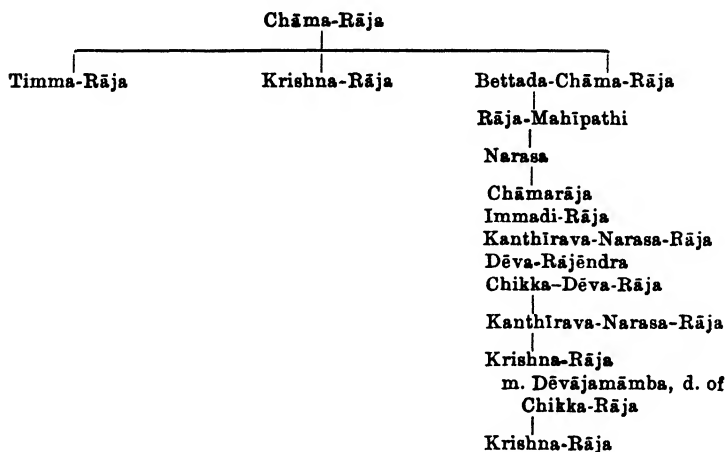 Chāma-Rāja
Timma-Rāja Krishna-Rāja Bettada-Chāma-Rāja
Rāja-Mahīpathi
Narasa
Chāmarāja
Immadi-Rāja
Kanthīrava-Narasa-Rāja
Dēva-Rājēndra
Chikka-Dēva-Rāja
Kanthīrava-Narasa-Rāja
Krishna-Rāja
m. Dēvājamāmba, d. of
Chikka-Rāja
Krishna-Rāja